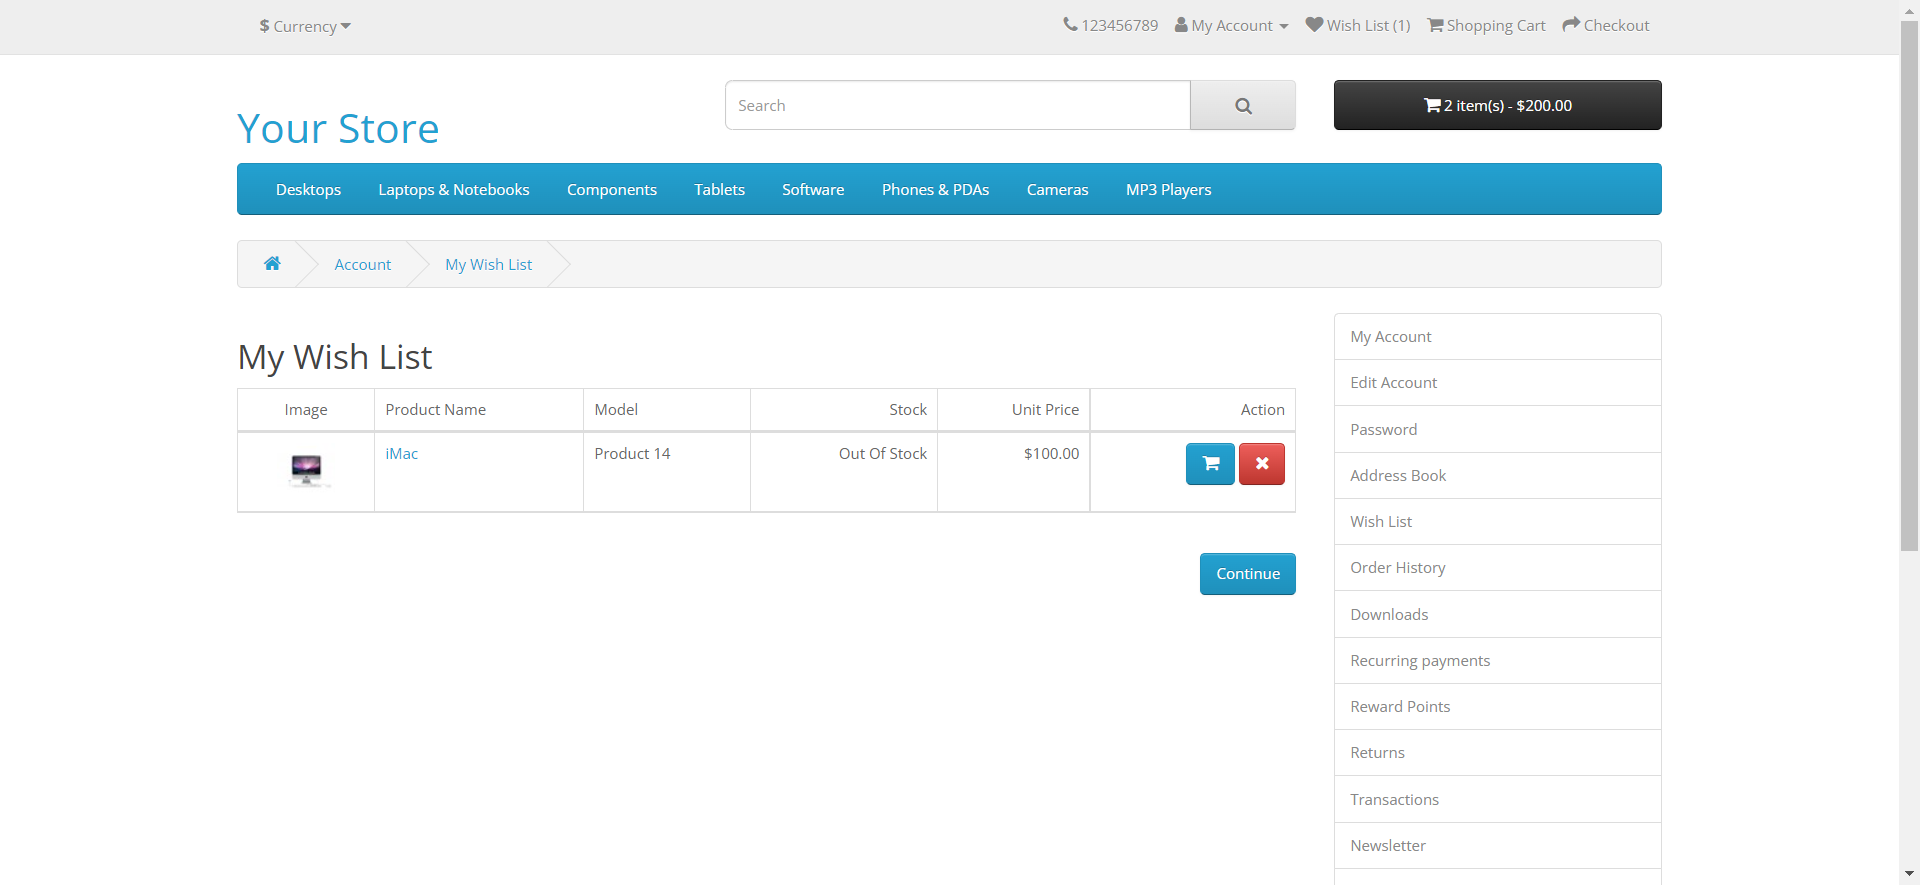 $ Currency
123456789 My Account Wish List (1) Shopping Cart Checkout
Your Store
Search
2 item(s) - $200.00
Desktops Laptops & Notebooks Components Tablets Software Phones & PDAs Cameras MP3 Players
Account My Wish List
My Wish List
Image Product Name Model Stock Unit Price Action
iMac Product 14 Out Of Stock $100.00
Continue
My Account
Edit Account
Password
Address Book
Wish List
Order History
Downloads
Recurring payments
Reward Points
Returns
Transactions
Newsletter